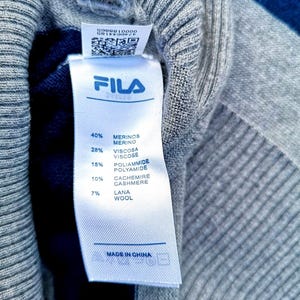 FILA
40% MERINOS
MERINO
28% VISCOSA
VISCOSE
15% POLIAMMIDE
POLYAMIDE
10% CACHEMIRE
CASHMERE
7% LANA
WOOL
MADE IN CHINA